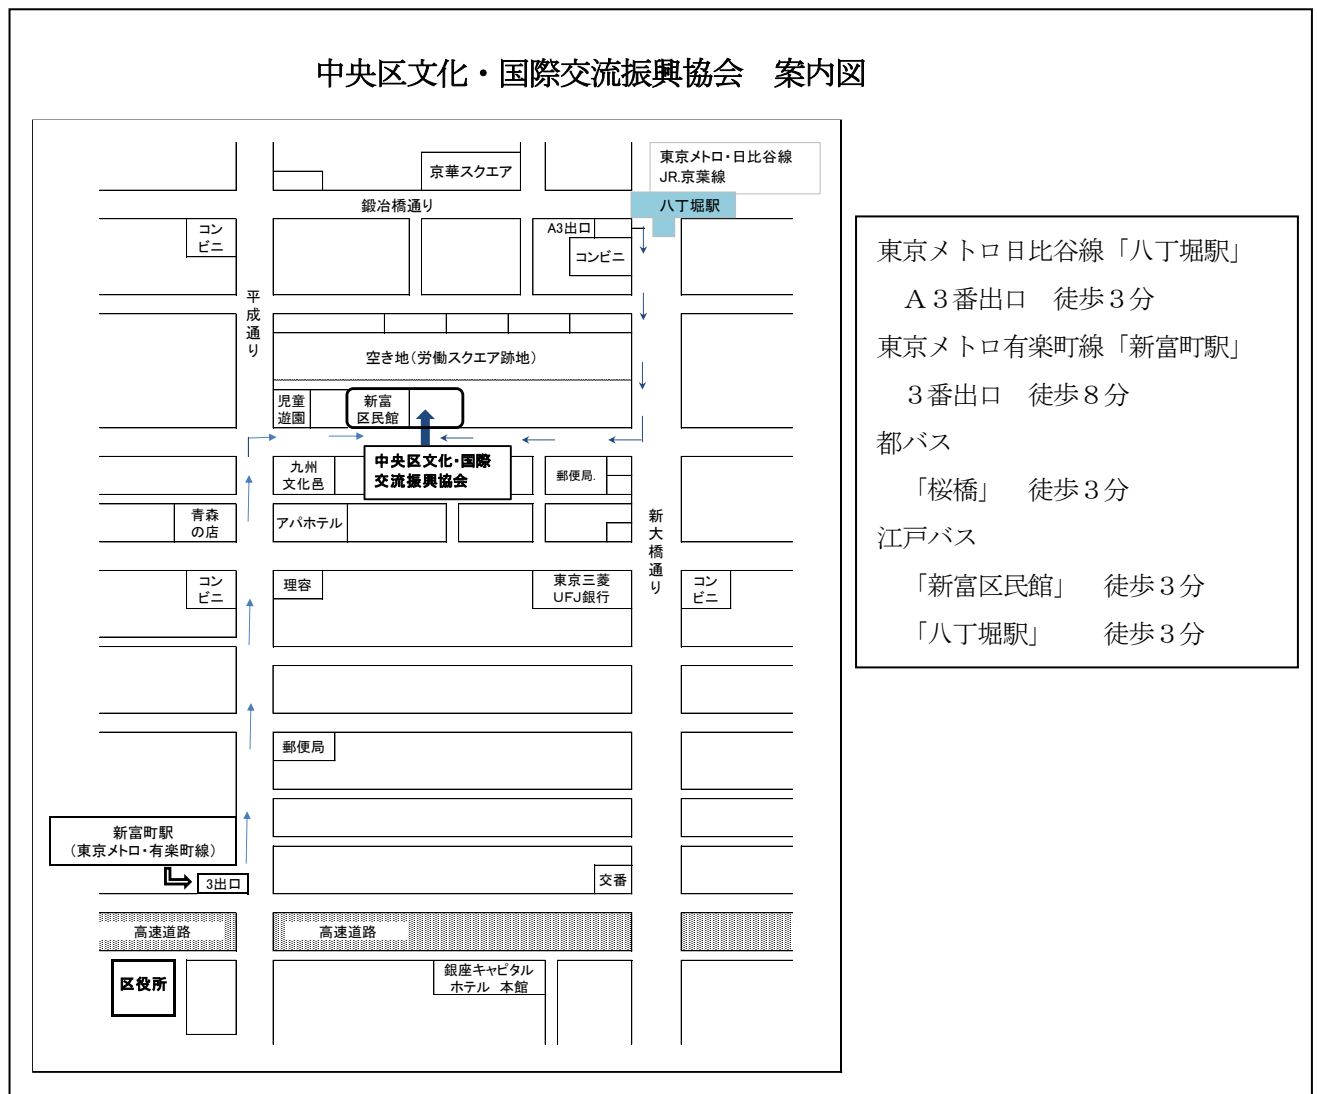 中央区文化・国際交流振興協会　案内図
東京メトロ・日比谷線
JR.京葉線
京華スクエア
鍛冶橋通り
八丁堀駅
コン
ビニ
A3出口
コンビニ
平成通り
空き地(労働スクエア跡地)
児童
遊園
新富
区民館
九州
文化邑
中央区文化・国際
交流振興協会
郵便局.
青森
の店
アパホテル
新大橋通り
コン
ビニ
理容
東京三菱
UFJ銀行
コン
ビニ
郵便局
新富町駅
(東京メトロ・有楽町線)
3出口
交番
高速道路
高速道路
区役所
銀座キャピタル
ホテル 本館
東京メトロ日比谷線「八丁堀駅」
Ａ３番出口　徒歩３分
東京メトロ有楽町線「新富町駅」
３番出口　徒歩８分
都バス
「桜橋」　徒歩３分
江戸バス
「新富区民館」　徒歩３分
「八丁堀駅」　　徒歩３分